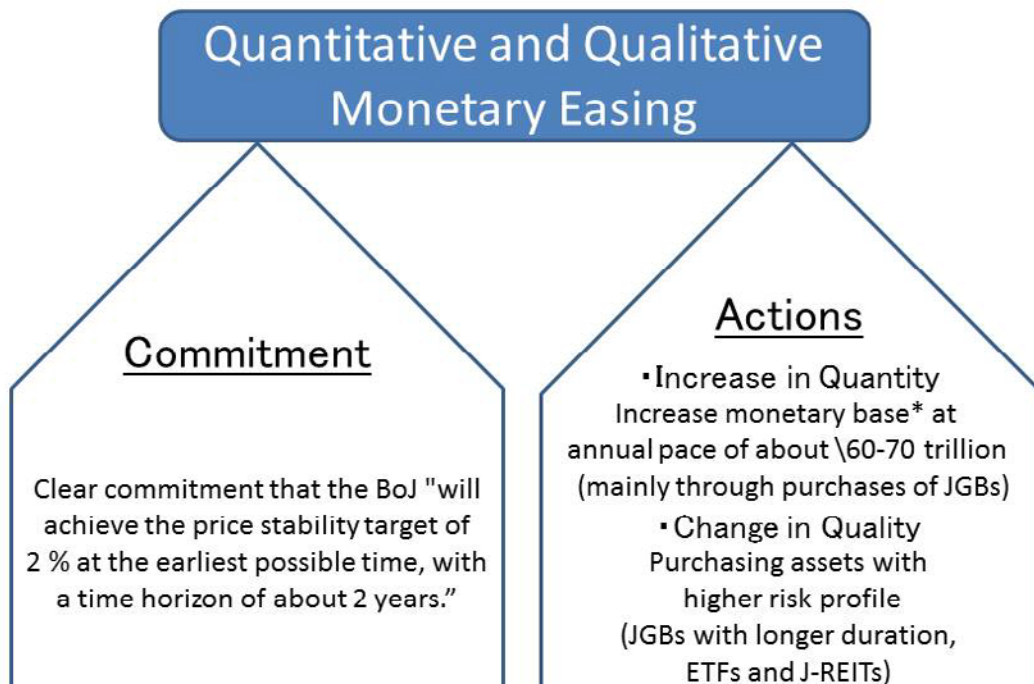 Quantitative and Qualitative
Monetary Easing
Commitment
Clear commitment that the BoJ "will
achieve the price stability target of
2 % at the earliest possible time, with
a time horizon of about 2 years.”
Actions
・Increase in Quantity
Increase monetary base* at
annual pace of about \60-70 trillion
(mainly through purchases of JGBs)
・Change in Quality
Purchasing assets with
higher risk profile
(JGBs with longer duration,
ETFs and J-REITs)